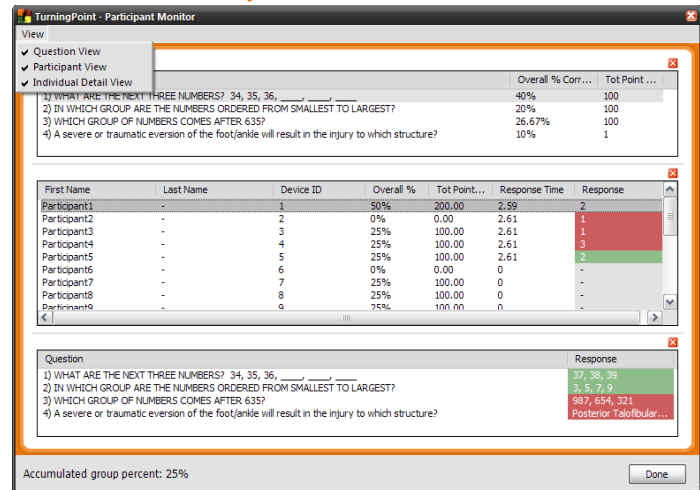 TurningPoint - Participant Monitor
View
Question View
Participant View
Individual Detail View
Overall % Corr... Tot Point ...
1) WHAT ARE THE NEXT THREE NUMBERS? 34, 35, 36, ____, ____, ____ 40% 100
2) IN WHICH GROUP ARE THE NUMBERS ORDERED FROM SMALLEST TO LARGEST? 20% 100
3) WHICH GROUP OF NUMBERS COMES AFTER 635? 26.67% 100
4) A severe or traumatic eversion of the foot/ankle will result in the injury to which structure? 10% 1
First Name Last Name Device ID Overall % Tot Point... Response Time Response
Participant1 - 1 50% 200.00 2.59 2
Participant2 - 2 0% 0.00 2.61 1
Participant3 - 3 25% 100.00 2.61 1
Participant4 - 4 25% 100.00 2.61 3
Participant5 - 5 25% 100.00 2.61 2
Participant6 - 6 0% 0.00 0 -
Participant7 - 7 25% 100.00 0 -
Participant8 - 8 25% 100.00 0 -
Participant9 - 9 25% 100.00 0 -
Question Response
1) WHAT ARE THE NEXT THREE NUMBERS? 34, 35, 36, ____, ____, ____ 37, 38, 39
2) IN WHICH GROUP ARE THE NUMBERS ORDERED FROM SMALLEST TO LARGEST? 3, 5, 7, 9
3) WHICH GROUP OF NUMBERS COMES AFTER 635? 987, 654, 321
4) A severe or traumatic eversion of the foot/ankle will result in the injury to which structure? Posterior Talofibular...
Accumulated group percent: 25% Done